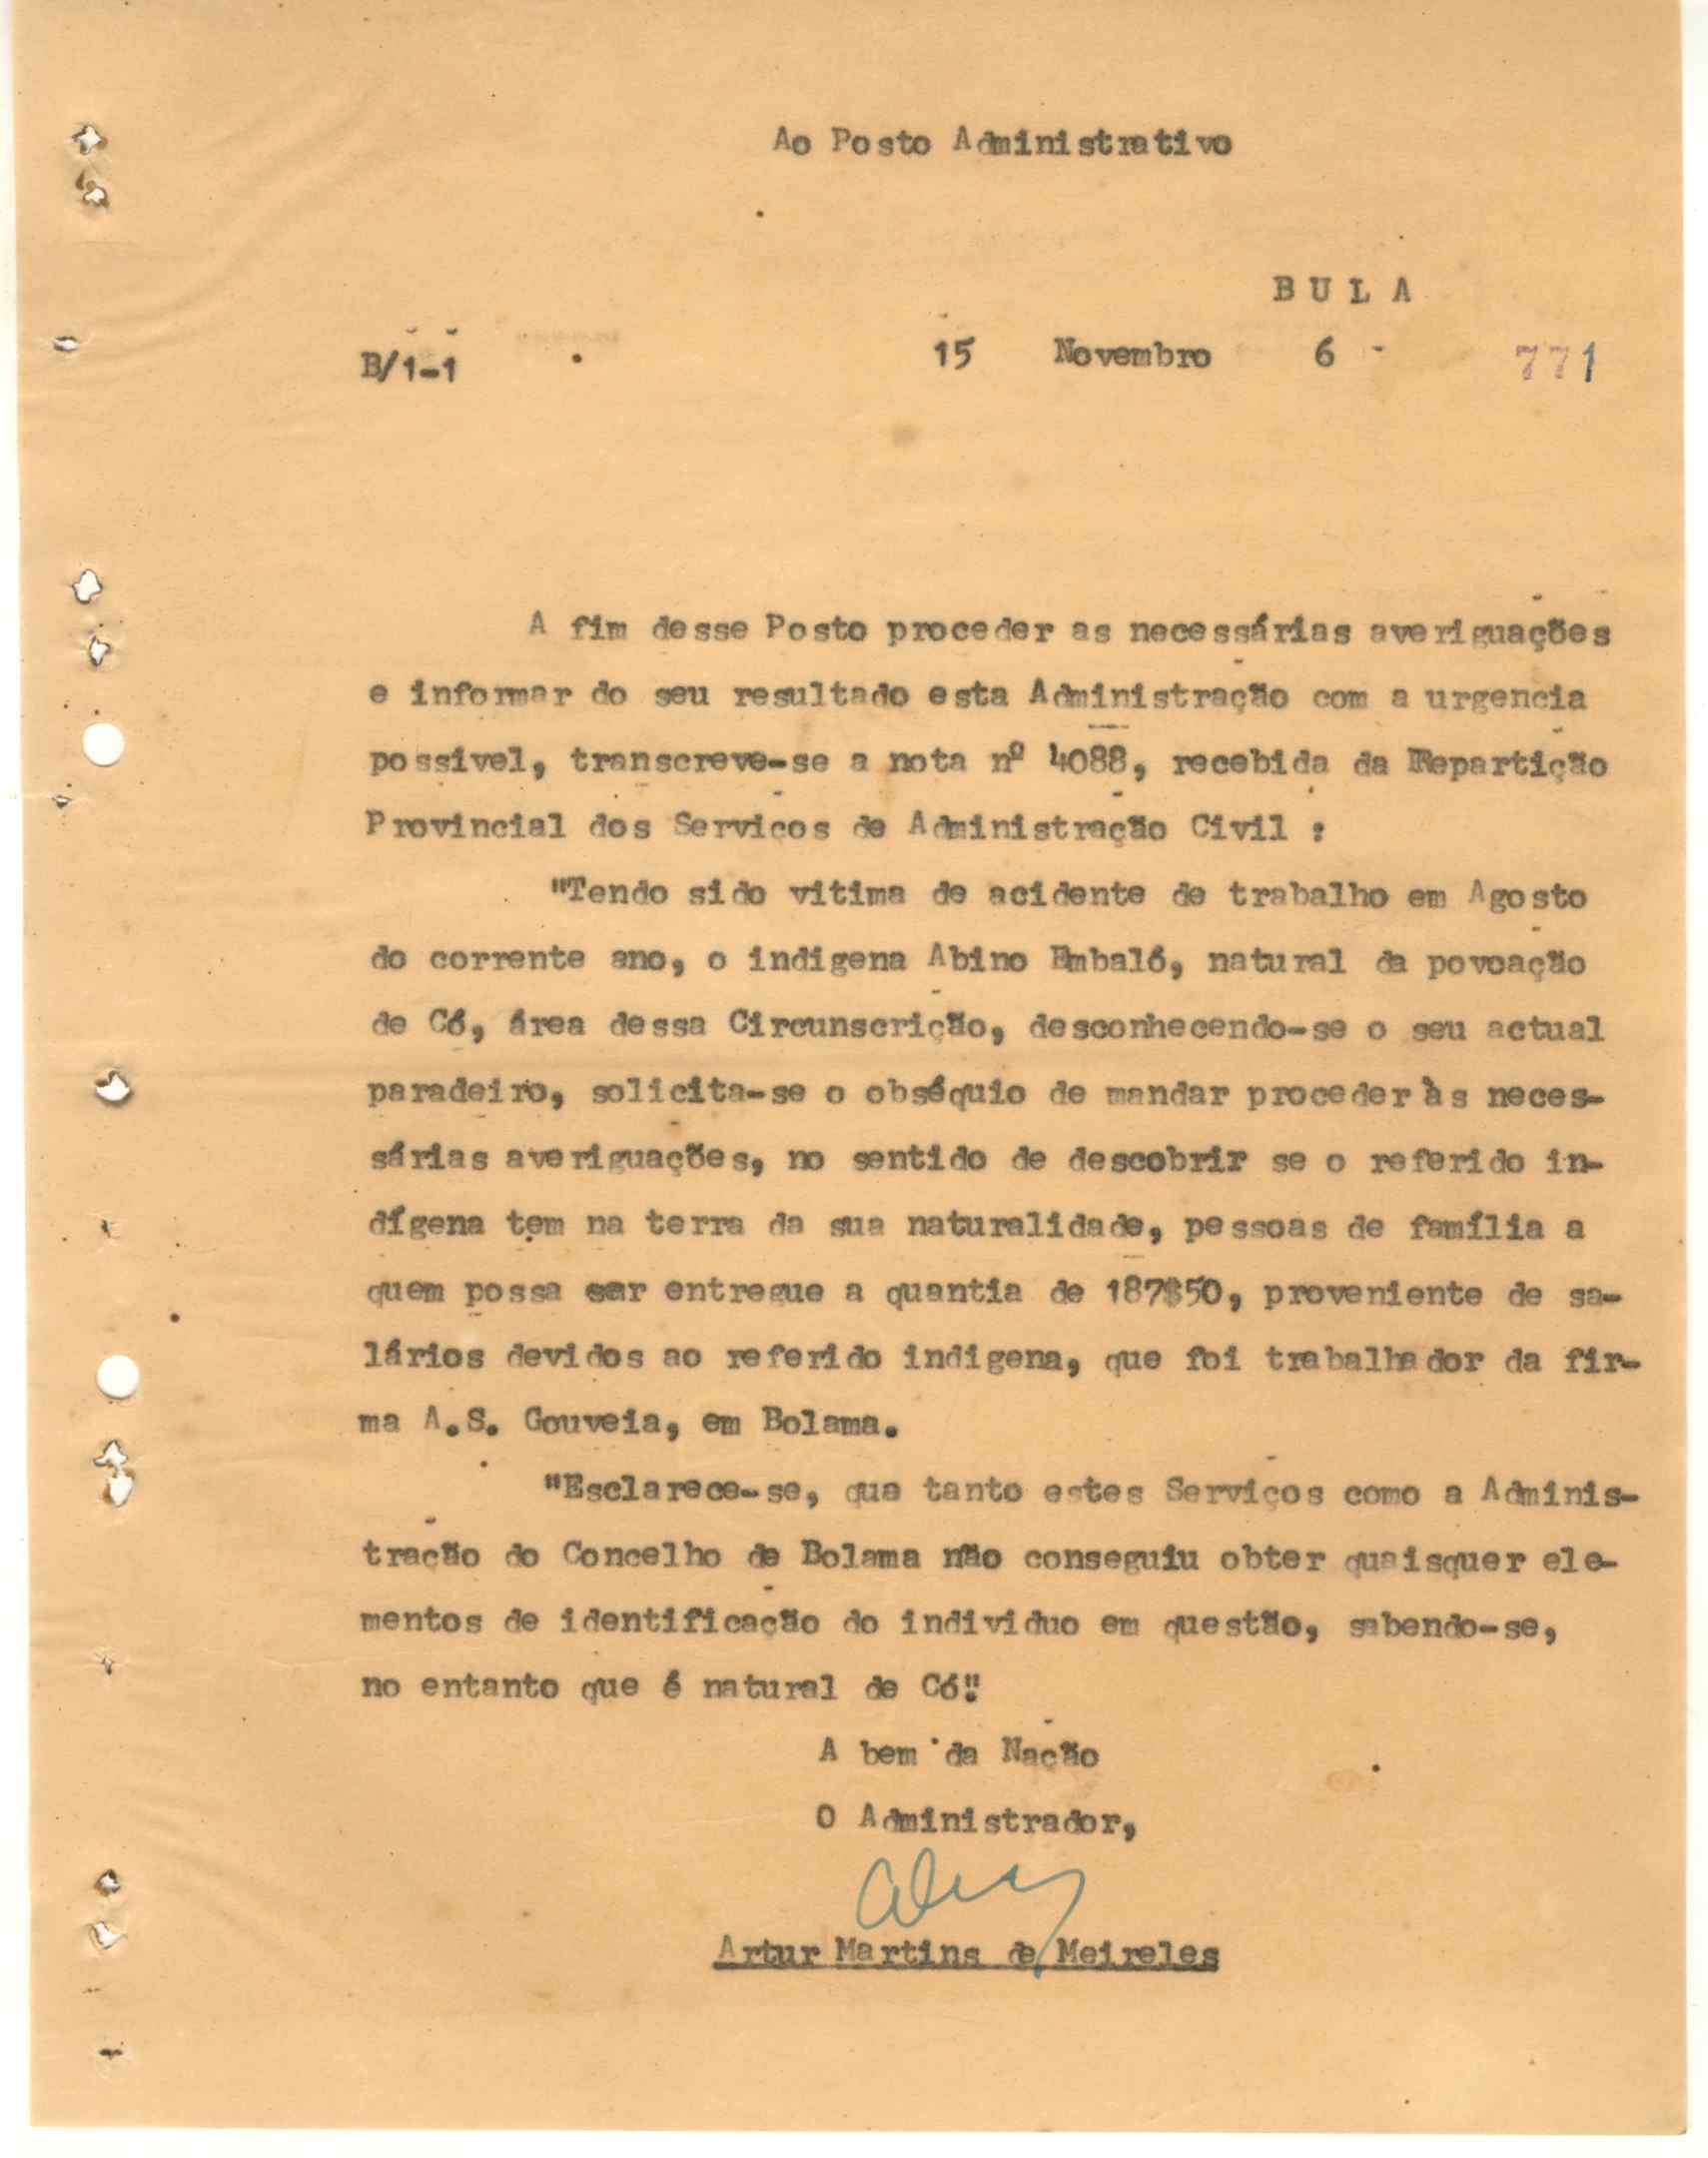 Ao Posto Administrativo
B U L A
B/1-1 15 Novembro 6 - 771
A fim desse Posto proceder as necessárias averiguações
e informar do seu resultado esta Administração com a urgencia
possivel, transcreve-se a nota nº 4088, recebida da Repartição
Provincial dos Serviços de Administração Civil :
"Tendo sido vitima de acidente de trabalho em Agosto
do corrente ano, o indigena Abino Embaló, natural da povoação
de Có, área dessa Circunscrição, desconhecendo-se o seu actual
paradeiro, solicita-se o obséquio de mandar proceder às neces-
sárias averiguações, no sentido de descobrir se o referido in-
dígena tem na terra da sua naturalidade, pessoas de família a
quem possa ser entregue a quantia de 187$50, proveniente de sa-
lários devidos ao referido indigena, que foi trabalhador da fir-
ma A.S. Gouveia, em Bolama.
"Esclarece-se, que tanto estes Serviços como a Adminis-
tração do Concelho de Bolama não conseguiu obter quaisquer ele-
mentos de identificação do individuo em questão, sabendo-se,
no entanto que é natural de Có".
A bem da Nação
O Administrador,
Artur Martins de Meireles